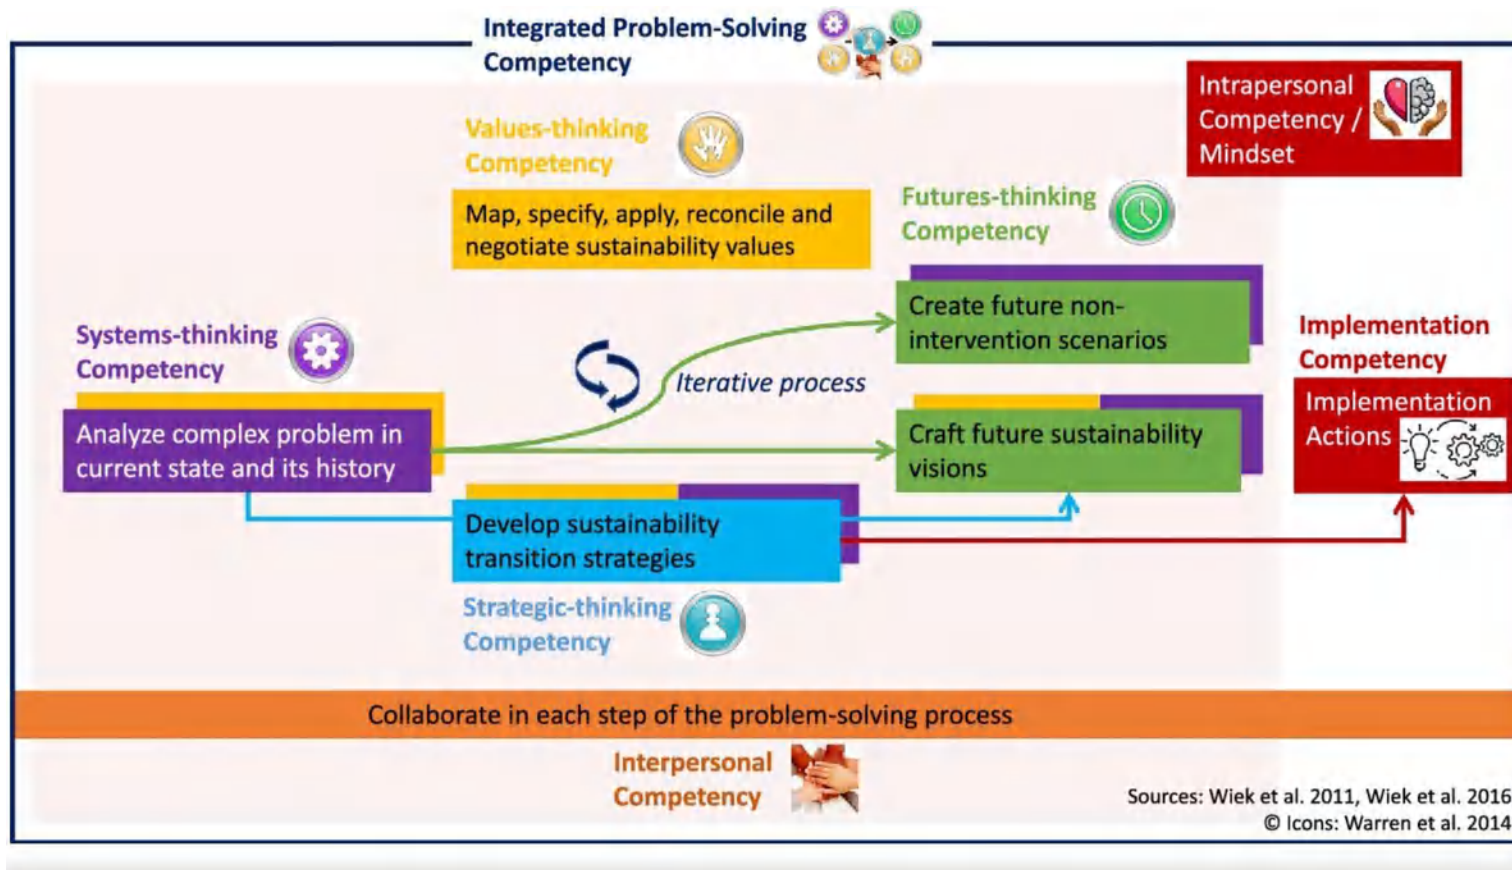 Integrated Problem-Solving
Competency
Intrapersonal
Competency /
Mindset
Values-thinking
Competency
Map, specify, apply, reconcile and
negotiate sustainability values
Futures-thinking
Competency
Create future non-
intervention scenarios
Systems-thinking
Competency
Iterative process
Implementation
Competency
Analyze complex problem in
current state and its history
Craft future sustainability
visions
Implementation
Actions
Develop sustainability
transition strategies
Strategic-thinking
Competency
Collaborate in each step of the problem-solving process
Interpersonal
Competency
Sources: Wiek et al. 2011, Wiek et al. 2016
© Icons: Warren et al. 2014